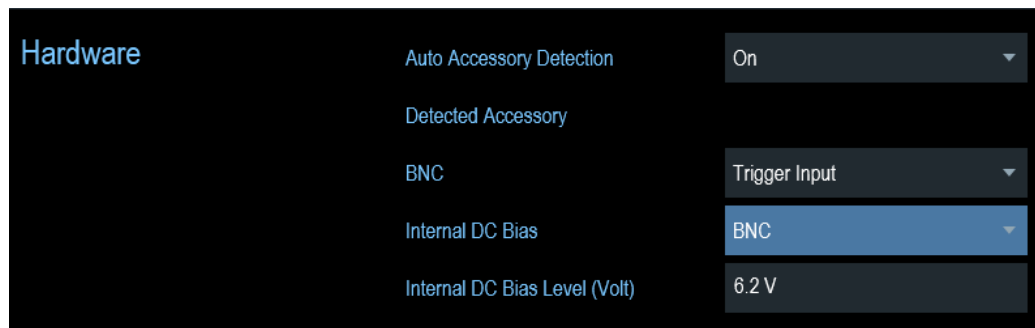 Hardware
Auto Accessory Detection On
Detected Accessory
BNC Trigger Input
Internal DC Bias BNC
Internal DC Bias Level (Volt) 6.2 V